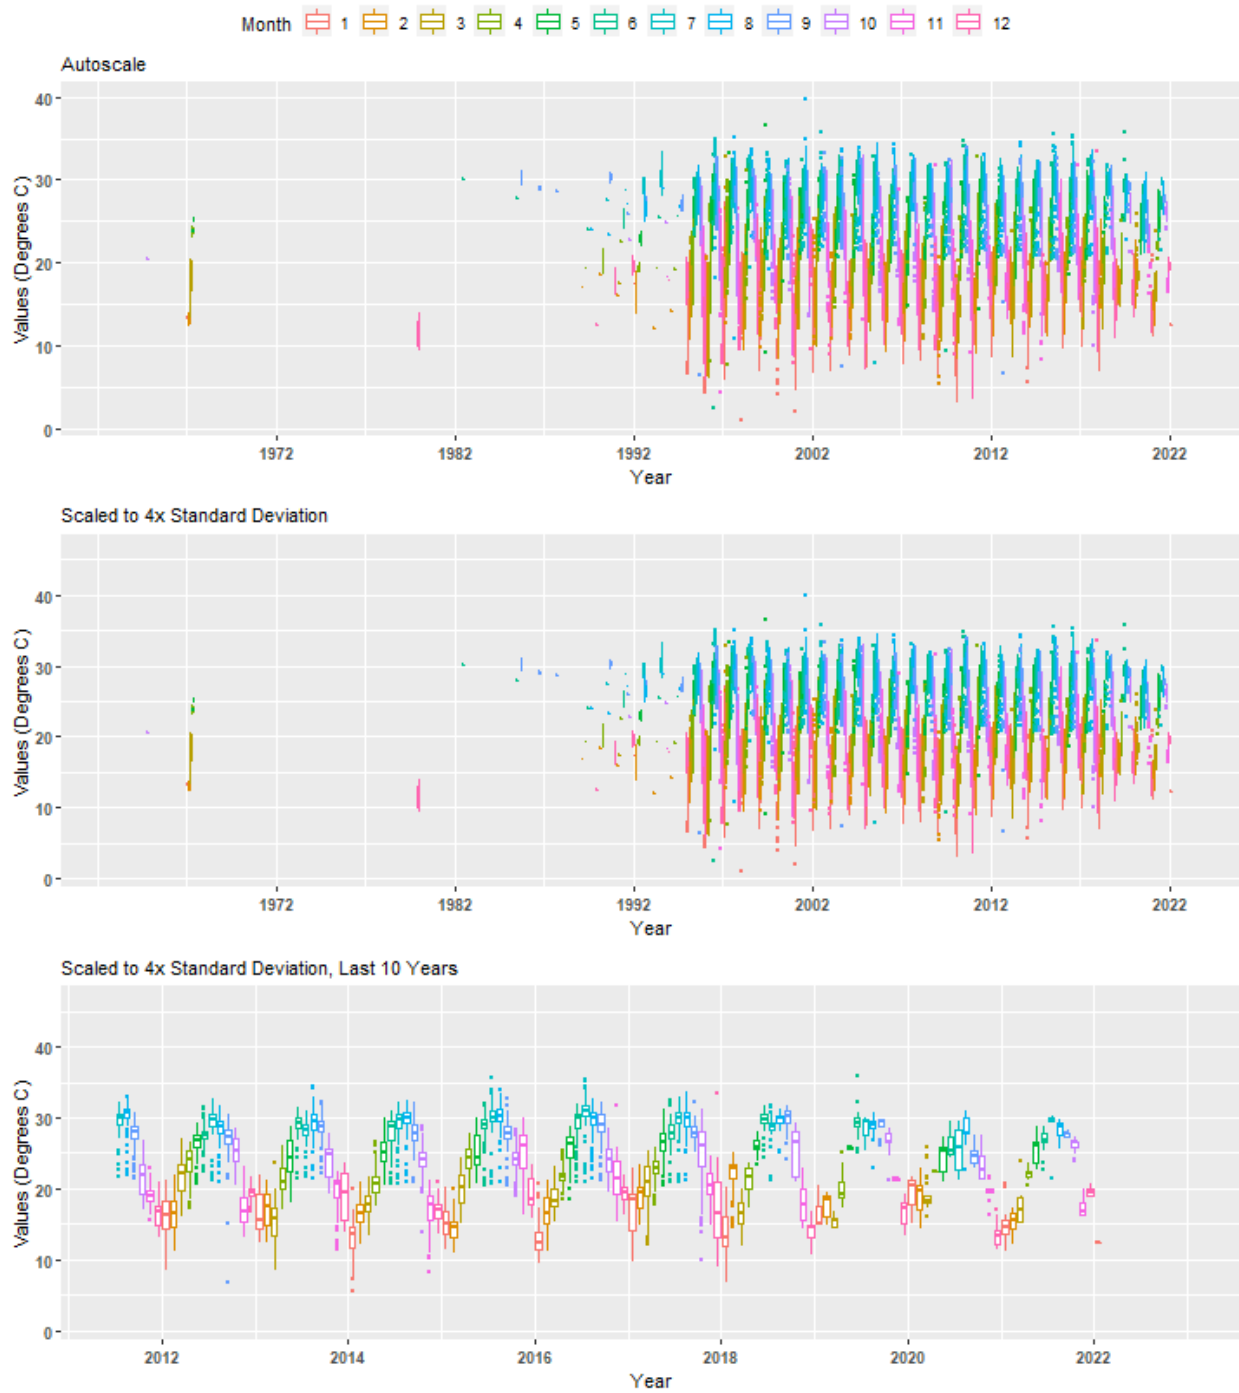 Month 1 2 3 4 5 6 7 8 9 10 11 12
Autoscale
40
30
20
10
0
Values (Degrees C)
1972 1982 1992 2002 2012 2022
Year
Scaled to 4x Standard Deviation
40
30
20
10
0
Values (Degrees C)
1972 1982 1992 2002 2012 2022
Year
Scaled to 4x Standard Deviation, Last 10 Years
40
30
20
10
0
Values (Degrees C)
2012 2014 2016 2018 2020 2022
Year